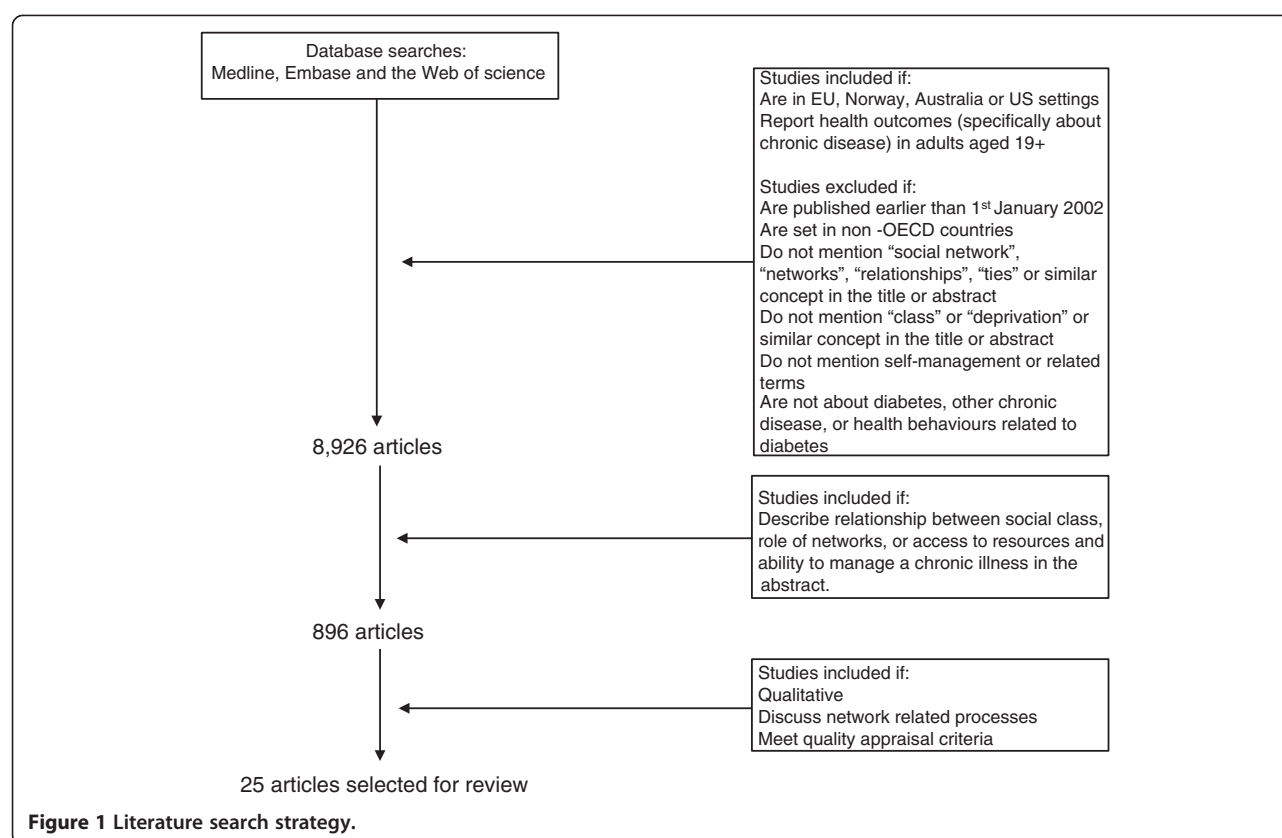 Database searches:
Medline, Embase and the Web of science
Studies included if:
Are in EU, Norway, Australia or US settings
Report health outcomes (specifically about
chronic disease) in adults aged 19+
Studies excluded if:
Are published earlier than 1st January 2002
Are set in non -OECD countries
Do not mention “social network”,
“networks”, “relationships”, “ties” or similar
concept in the title or abstract
Do not mention “class” or “deprivation” or
similar concept in the title or abstract
Do not mention self-management or related
terms
Are not about diabetes, other chronic
disease, or health behaviours related to
diabetes
8,926 articles
Studies included if:
Describe relationship between social class,
role of networks, or access to resources and
ability to manage a chronic illness in the
abstract.
896 articles
Studies included if:
Qualitative
Discuss network related processes
Meet quality appraisal criteria
25 articles selected for review
Figure 1 Literature search strategy.